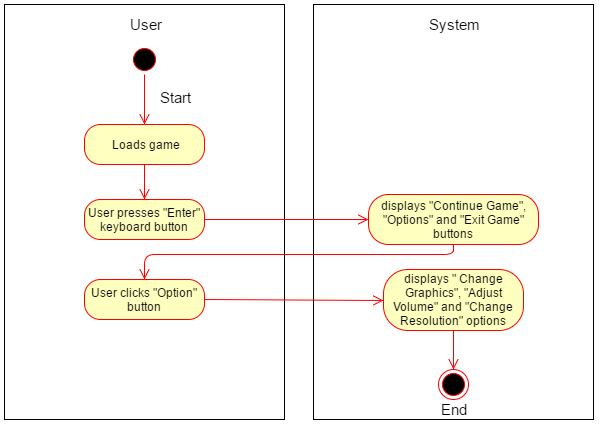 User
System
Start
Loads game
User presses "Enter"
keyboard button
displays "Continue Game",
"Options" and "Exit Game"
buttons
User clicks "Option"
button
displays " Change
Graphics", "Adjust
Volume" and "Change
Resolution" options
End